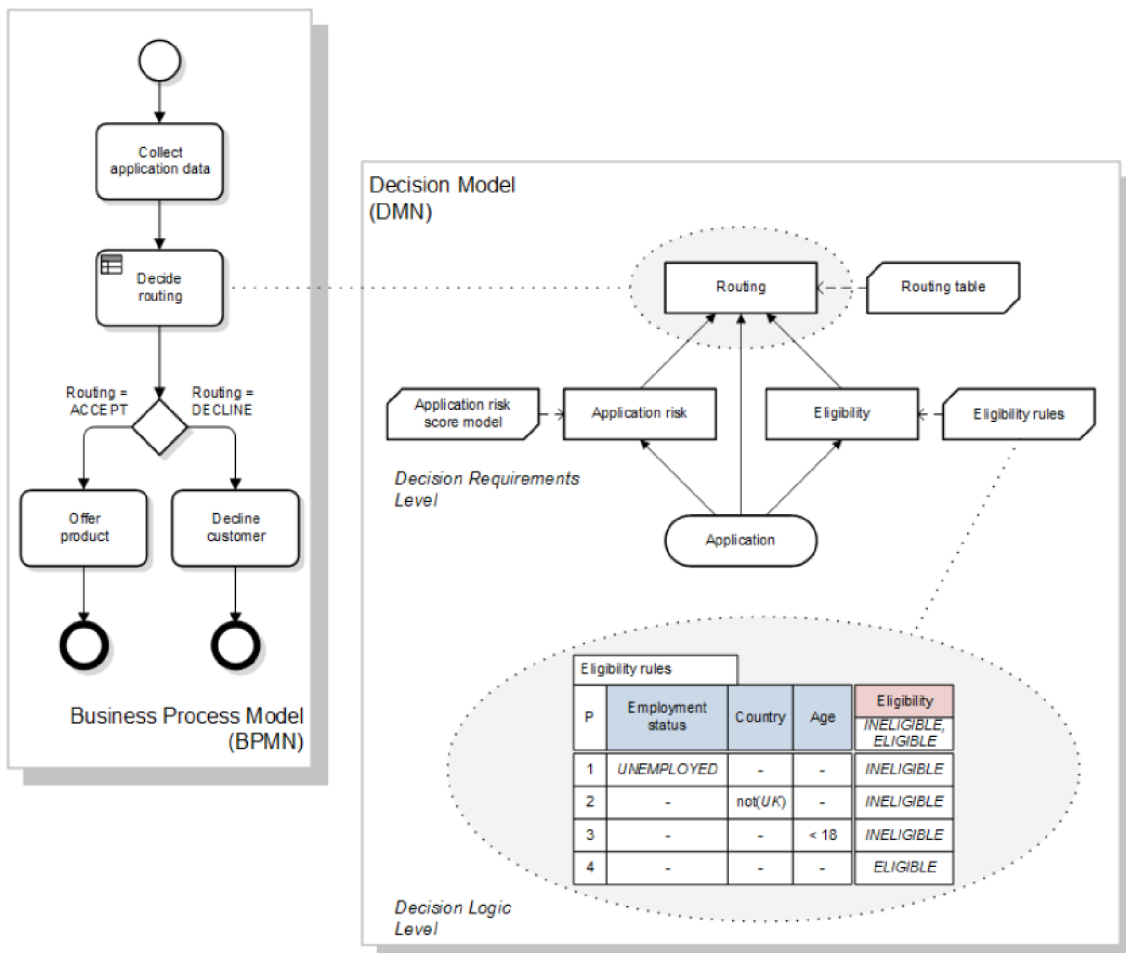 Collect
application data
Decide
routing
Routing =
ACCEPT
Routing =
DECLINE
Offer
product
Decline
customer
Business Process Model
(BPMN)
Decision Model
(DMN)
Routing
Routing table
Application risk
score model
Application risk
Eligibility
Eligibility rules
Decision Requirements
Level
Application
Eligibility rules
P Employment status Country Age Eligibility
INELIGIBLE,
ELIGIBLE
1 UNEMPLOYED - - INELIGIBLE
2 - not(UK) - INELIGIBLE
3 - - < 18 INELIGIBLE
4 - - - ELIGIBLE
Decision Logic
Level